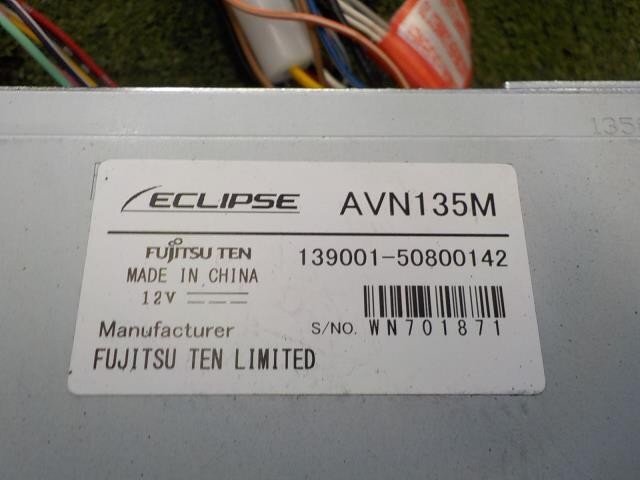 ECLIPSE AVN135M
FUJITSU TEN 139001-50800142
MADE IN CHINA
12V
S/NO. WN701871
Manufacturer
FUJITSU TEN LIMITED